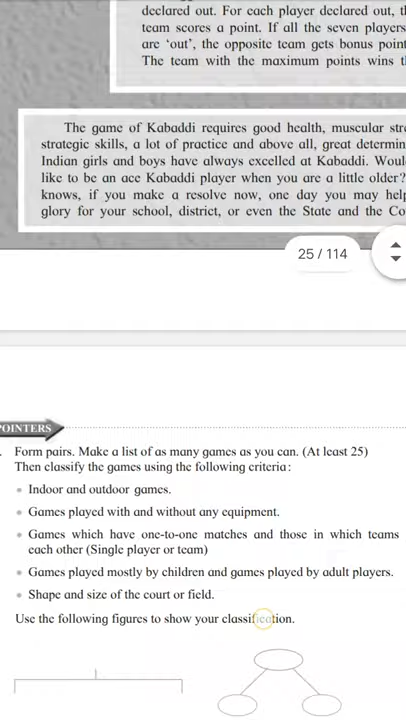 declared out. For each player declared out, t
team scores a point. If all the seven players
are ‘out’, the opposite team gets bonus point
The team with the maximum points wins t
The game of Kabaddi requires good health, muscular stre
strategic skills, a lot of practice and above all, great determin
Indian girls and boys have always excelled at Kabaddi. Woul
like to be an ace Kabaddi player when you are a little older?
knows, if you make a resolve now, one day you may help
glory for your school, district, or even the State and the Co
25 / 114
POINTERS
Form pairs. Make a list of as many games as you can. (At least 25)
Then classify the games using the following criteria :
• Indoor and outdoor games.
• Games played with and without any equipment.
• Games which have one-to-one matches and those in which teams
each other (Single player or team)
• Games played mostly by children and games played by adult players.
• Shape and size of the court or field.
Use the following figures to show your classification.